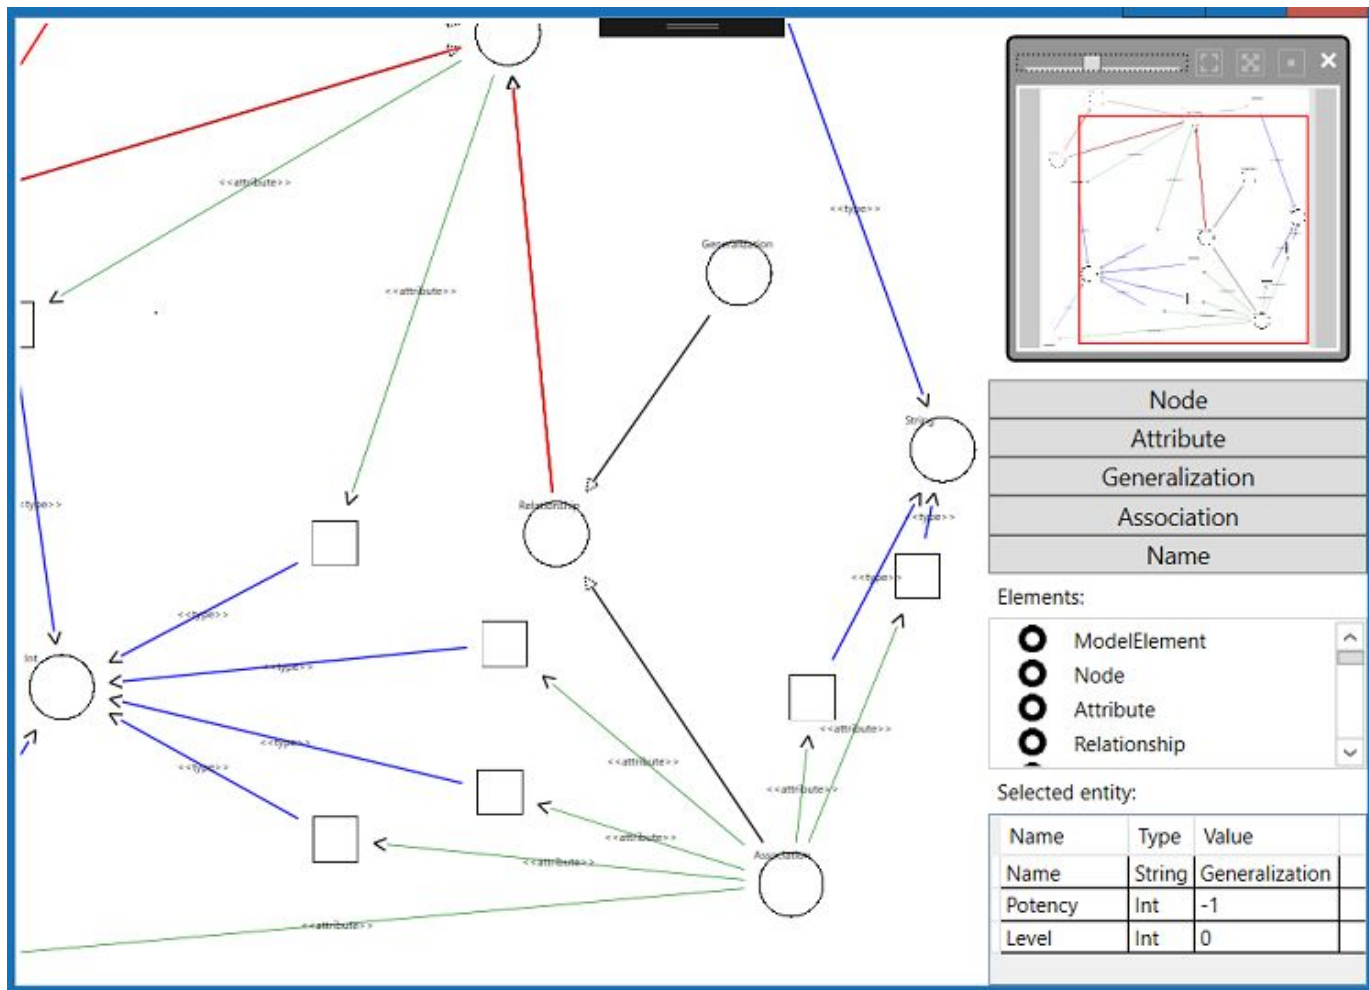 <<attribute>>
<<type>>
Generalization
<<attribute>>
String
<<type>>
Relationship
<<type>>
<<type>>
<<type>>
Int
<<type>>
<<attribute>>
<<type>>
<<attribute>>
<<type>>
<<attribute>>
<<attribute>>
Association
<<attribute>>
<<attribute>>
Node
Attribute
Generalization
Association
Name
Elements:
ModelElement
Node
Attribute
Relationship
Selected entity:
Name Type Value
Name String Generalization
Potency Int -1
Level Int 0